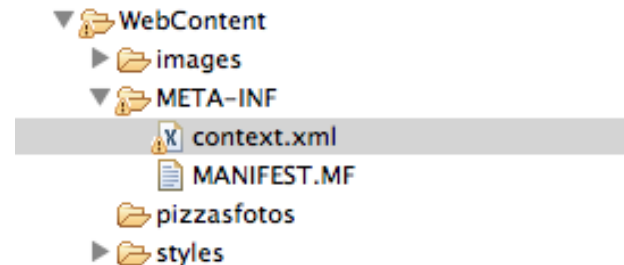 WebContent
images
META-INF
context.xml
MANIFEST.MF
pizzasfotos
styles